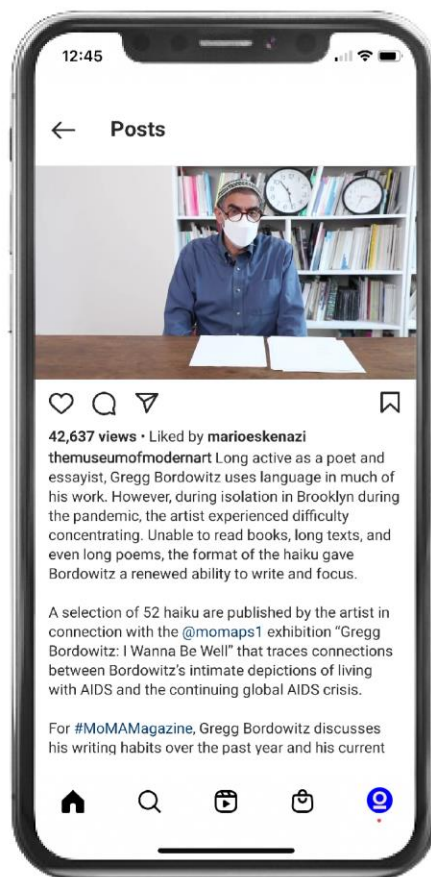 12:45
Posts
42,637 views • Liked by marioeskenazi
themuseumofmodernart Long active as a poet and
essayist, Gregg Bordowitz uses language in much of
his work. However, during isolation in Brooklyn during
the pandemic, the artist experienced difficulty
concentrating. Unable to read books, long texts, and
even long poems, the format of the haiku gave
Bordowitz a renewed ability to write and focus.
A selection of 52 haiku are published by the artist in
connection with the @momaps1 exhibition “Gregg
Bordowitz: I Wanna Be Well” that traces connections
between Bordowitz’s intimate depictions of living
with AIDS and the continuing global AIDS crisis.
For #MoMAMagazine, Gregg Bordowitz discusses
his writing habits over the past year and his current